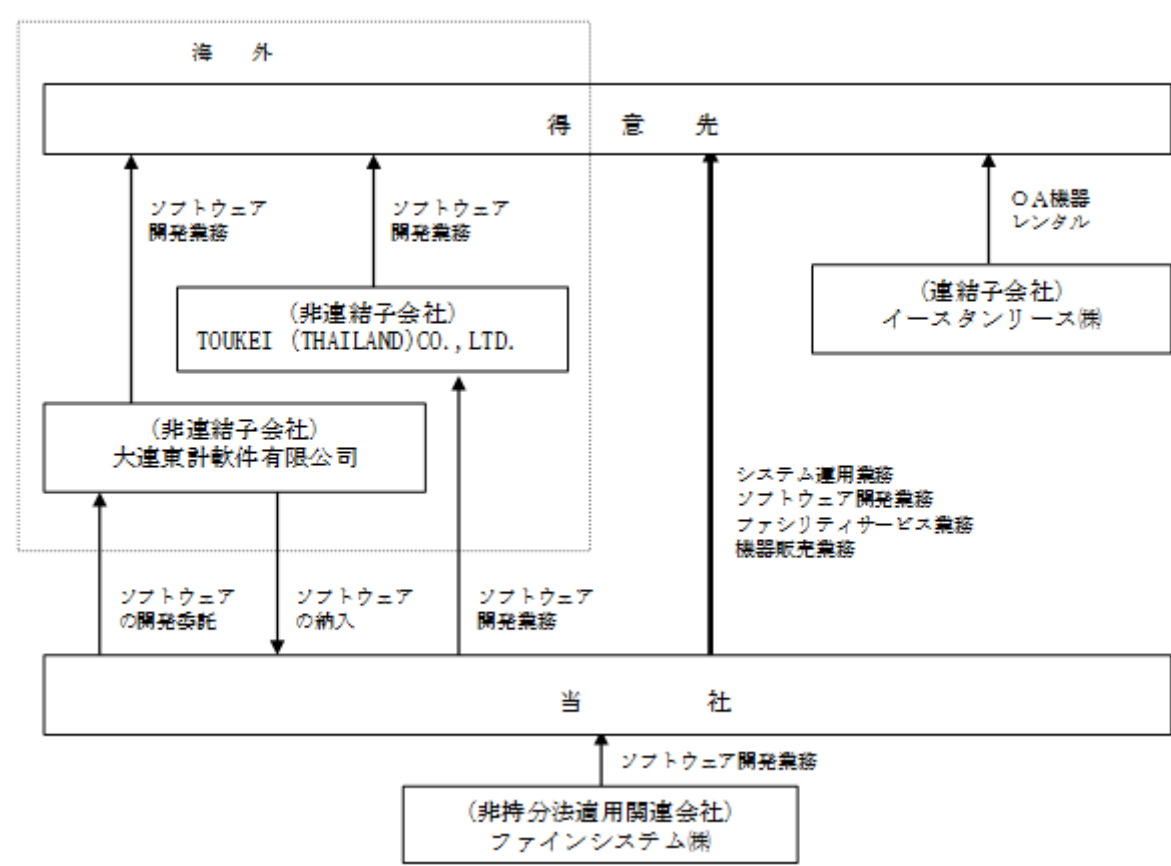 海　外
得　意　先
ソフトウェア
開発業務
ソフトウェア
開発業務
ＯＡ機器
レンタル
(非連結子会社)
TOUKEI (THAILAND)CO.,LTD.
(連結子会社)
イースタンリース㈱
(非連結子会社)
大連東計軟件有限公司
システム運用業務
ソフトウェア開発業務
ファシリティサービス業務
機器販売業務
ソフトウェア
の開発委託
ソフトウェア
の納入
ソフトウェア
開発業務
当　社
ソフトウェア開発業務
(非持分法適用関連会社)
ファインシステム㈱